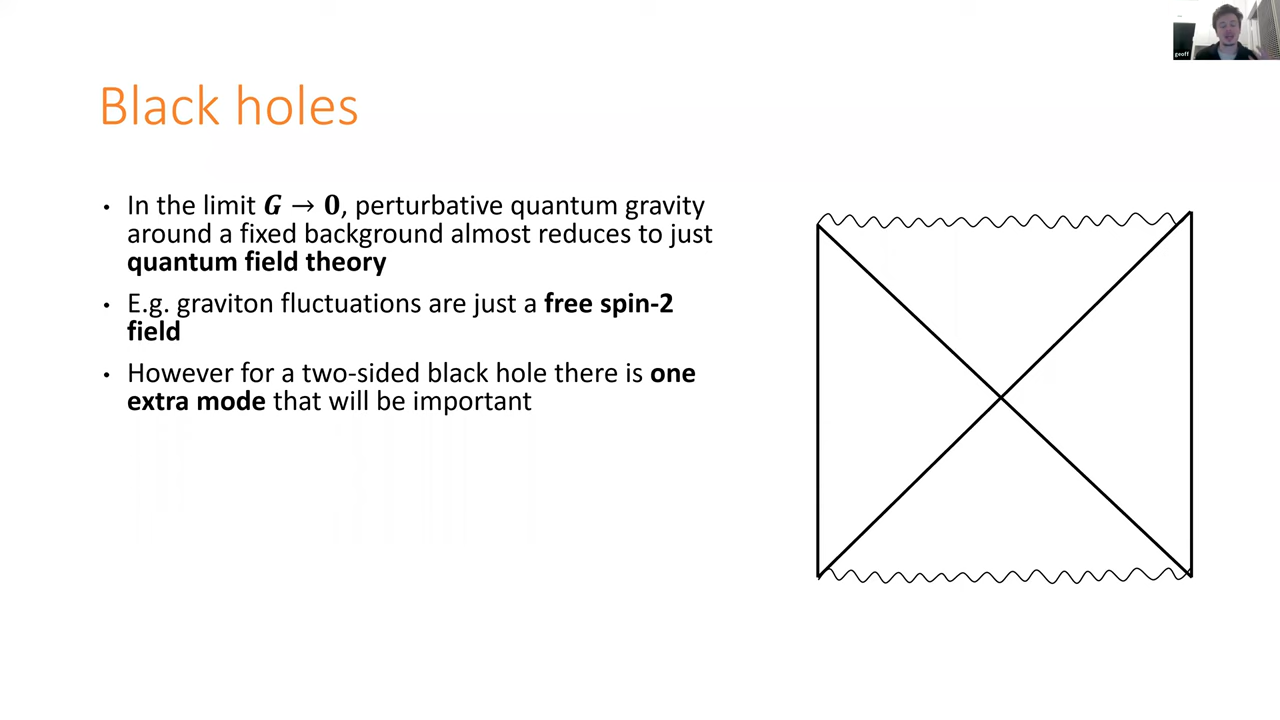 geoff
Black holes
• In the limit G → 0, perturbative quantum gravity
around a fixed background almost reduces to just
quantum field theory
• E.g. graviton fluctuations are just a free spin-2
field
• However for a two-sided black hole there is one
extra mode that will be important